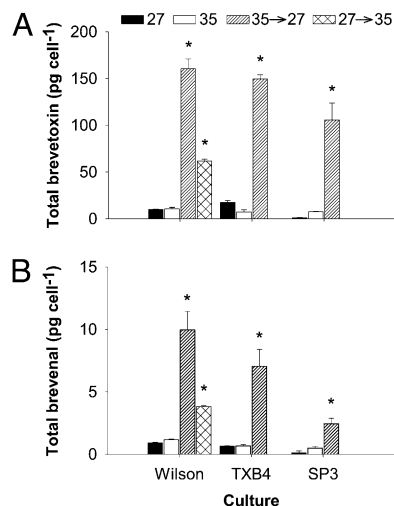 A
27 35 35→27 27→35
Total brevetoxin (pg cell-1)
200
150
100
50
0
* * * *
B
Total brevenal (pg cell-1)
15
10
5
0
* * * *
Wilson TXB4 SP3
Culture